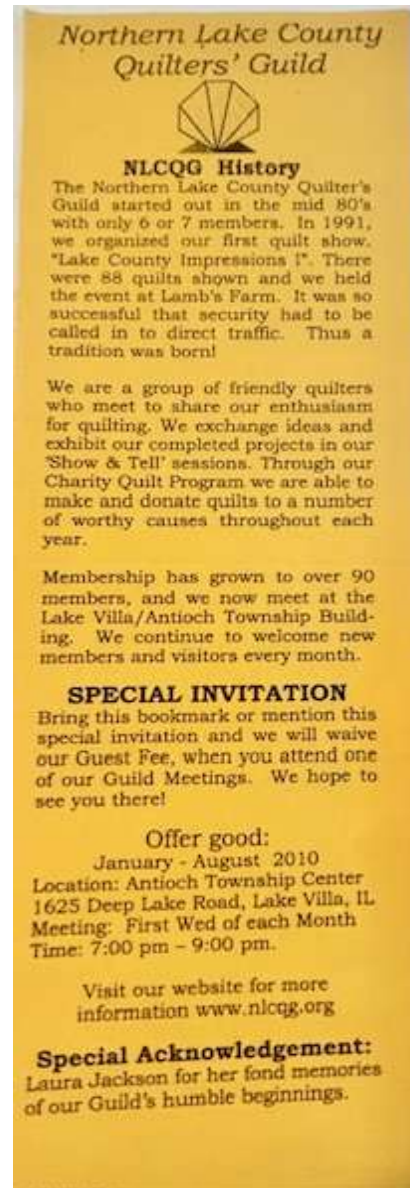 Northern Lake County
Quilters' Guild
NLCQG History
The Northern Lake County Quilter's
Guild started out in the mid 80's
with only 6 or 7 members. In 1991,
we organized our first quilt show,
"Lake County Impressions I". There
were 88 quilts shown and we held
the event at Lamb's Farm. It was so
successful that security had to be
called in to direct traffic. Thus a
tradition was born!
We are a group of friendly quilters
who meet to share our enthusiasm
for quilting. We exchange ideas and
exhibit our completed projects in our
'Show & Tell' sessions. Through our
Charity Quilt Program we are able to
make and donate quilts to a number
of worthy causes throughout each
year.
Membership has grown to over 90
members, and we now meet at the
Lake Villa/Antioch Township Build-
ing. We continue to welcome new
members and visitors every month.
SPECIAL INVITATION
Bring this bookmark or mention this
special invitation and we will waive
our Guest Fee, when you attend one
of our Guild Meetings. We hope to
see you there!
Offer good:
January - August 2010
Location: Antioch Township Center
1625 Deep Lake Road, Lake Villa, IL
Meeting: First Wed of each Month
Time: 7:00 pm – 9:00 pm.
Visit our website for more
information www.nlcqg.org
Special Acknowledgement:
Laura Jackson for her fond memories
of our Guild's humble beginnings.